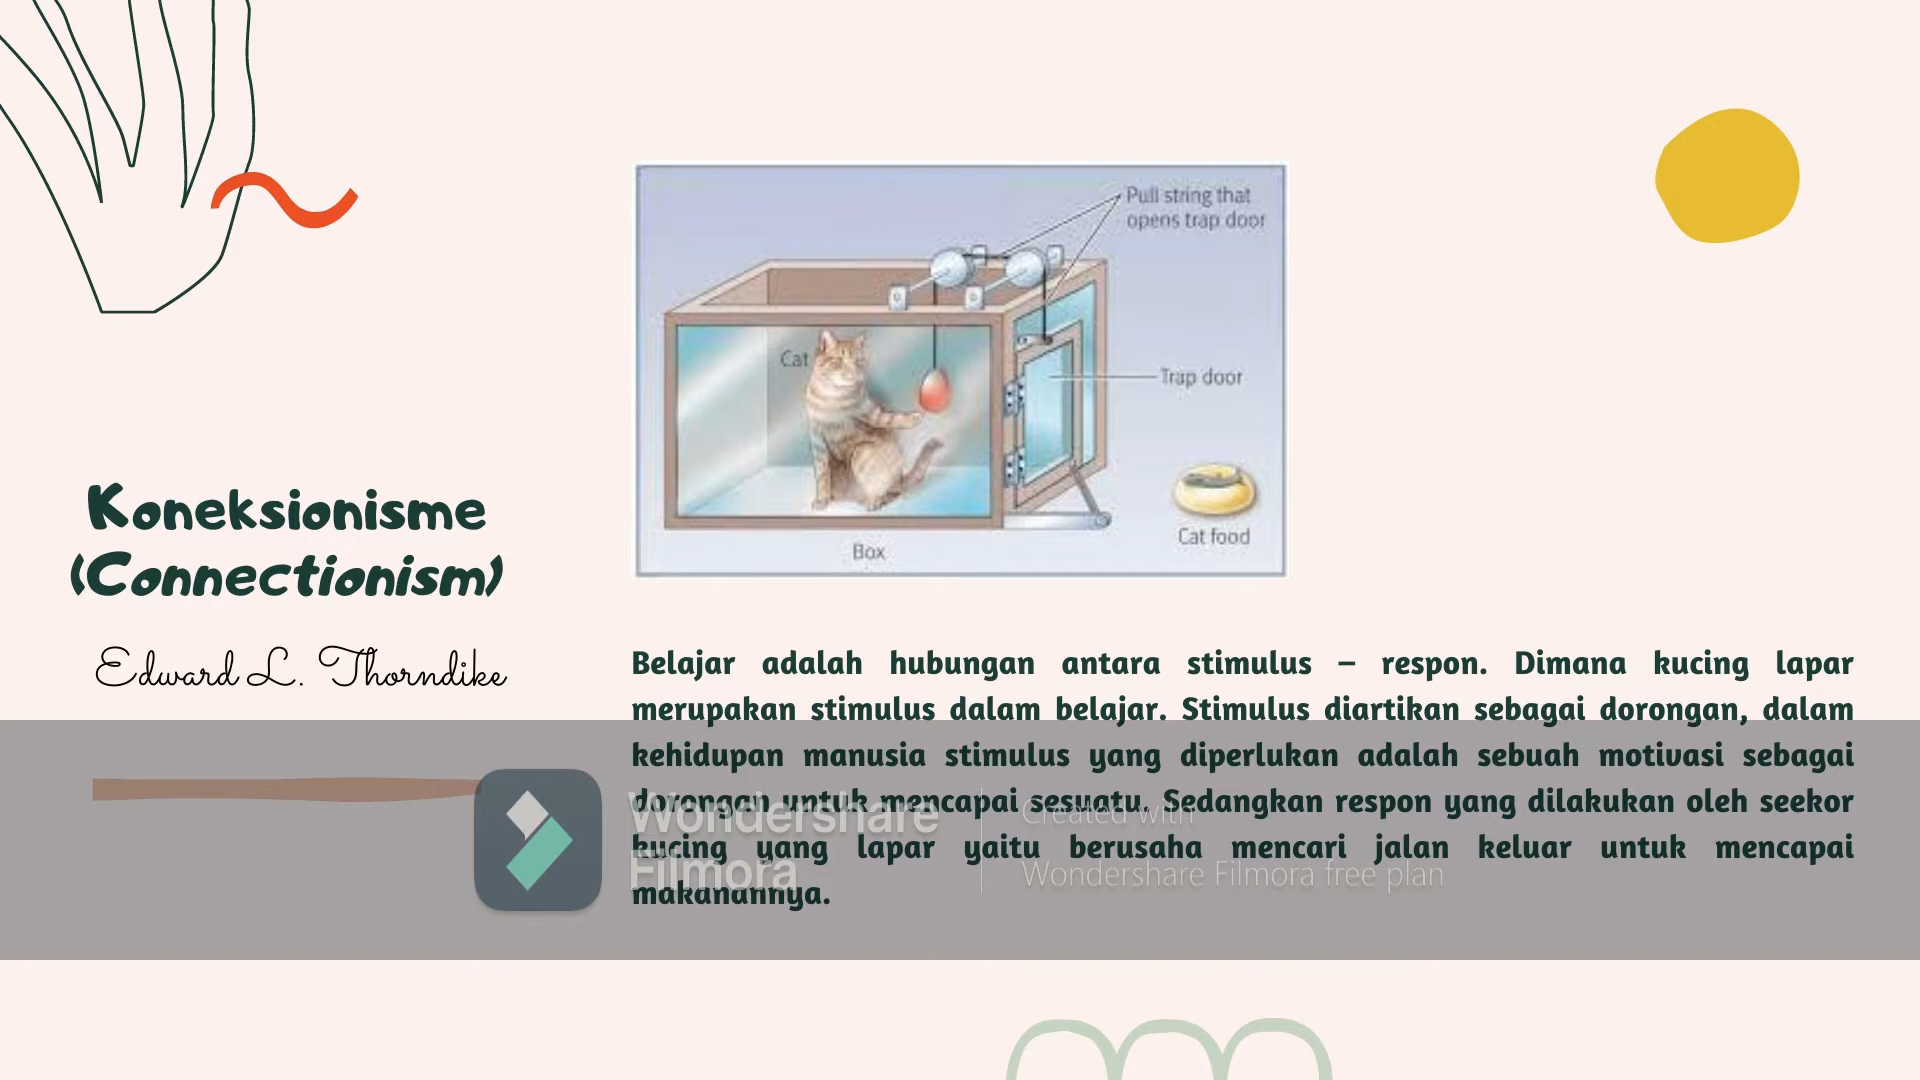 Pull string that
opens trap door
Cat
Trap door
Cat food
Box
Koneksionisme
(Connectionism)
Edward L. Thorndike
Belajar adalah hubungan antara stimulus – respon. Dimana kucing lapar
merupakan stimulus dalam belajar. Stimulus diartikan sebagai dorongan, dalam
kehidupan manusia stimulus yang diperlukan adalah sebuah motivasi sebagai
dorongan untuk mencapai sesuatu. Sedangkan respon yang dilakukan oleh seekor
kucing yang lapar yaitu berusaha mencari jalan keluar untuk mencapai
makanannya.
Wondershare
Filmora
Created with
Wondershare Filmora free plan